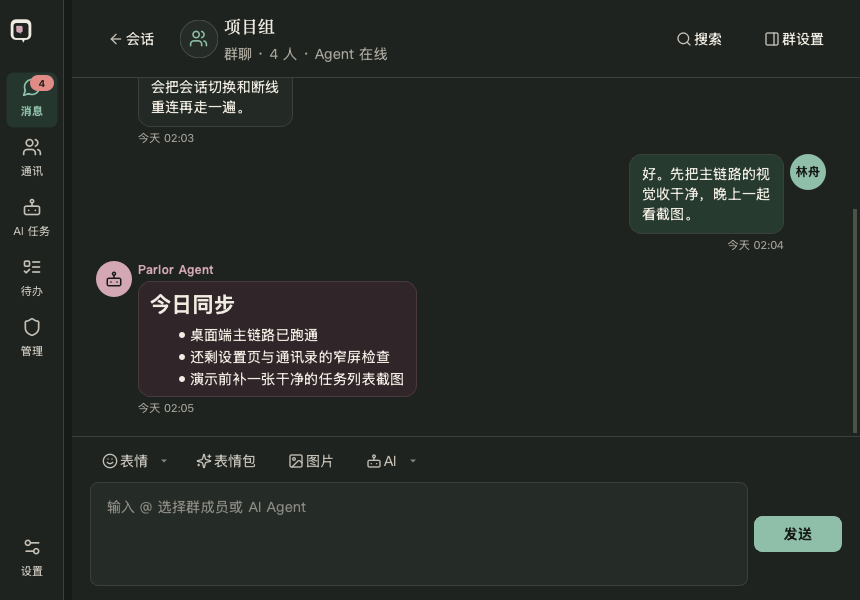 会话
项目组
群聊 · 4 人 · Agent 在线
搜索
群设置
4
消息
通讯
AI 任务
待办
管理
设置
会把会话切换和断线
重连再走一遍。
今天 02:03
好。先把主链路的视
觉收干净，晚上一起
看截图。
林舟
今天 02:04
Parlor Agent
今日同步
• 桌面端主链路已跑通
• 还剩设置页与通讯录的窄屏检查
• 演示前补一张干净的任务列表截图
今天 02:05
表情
表情包
图片
AI
输入 @ 选择群成员或 AI Agent
发送